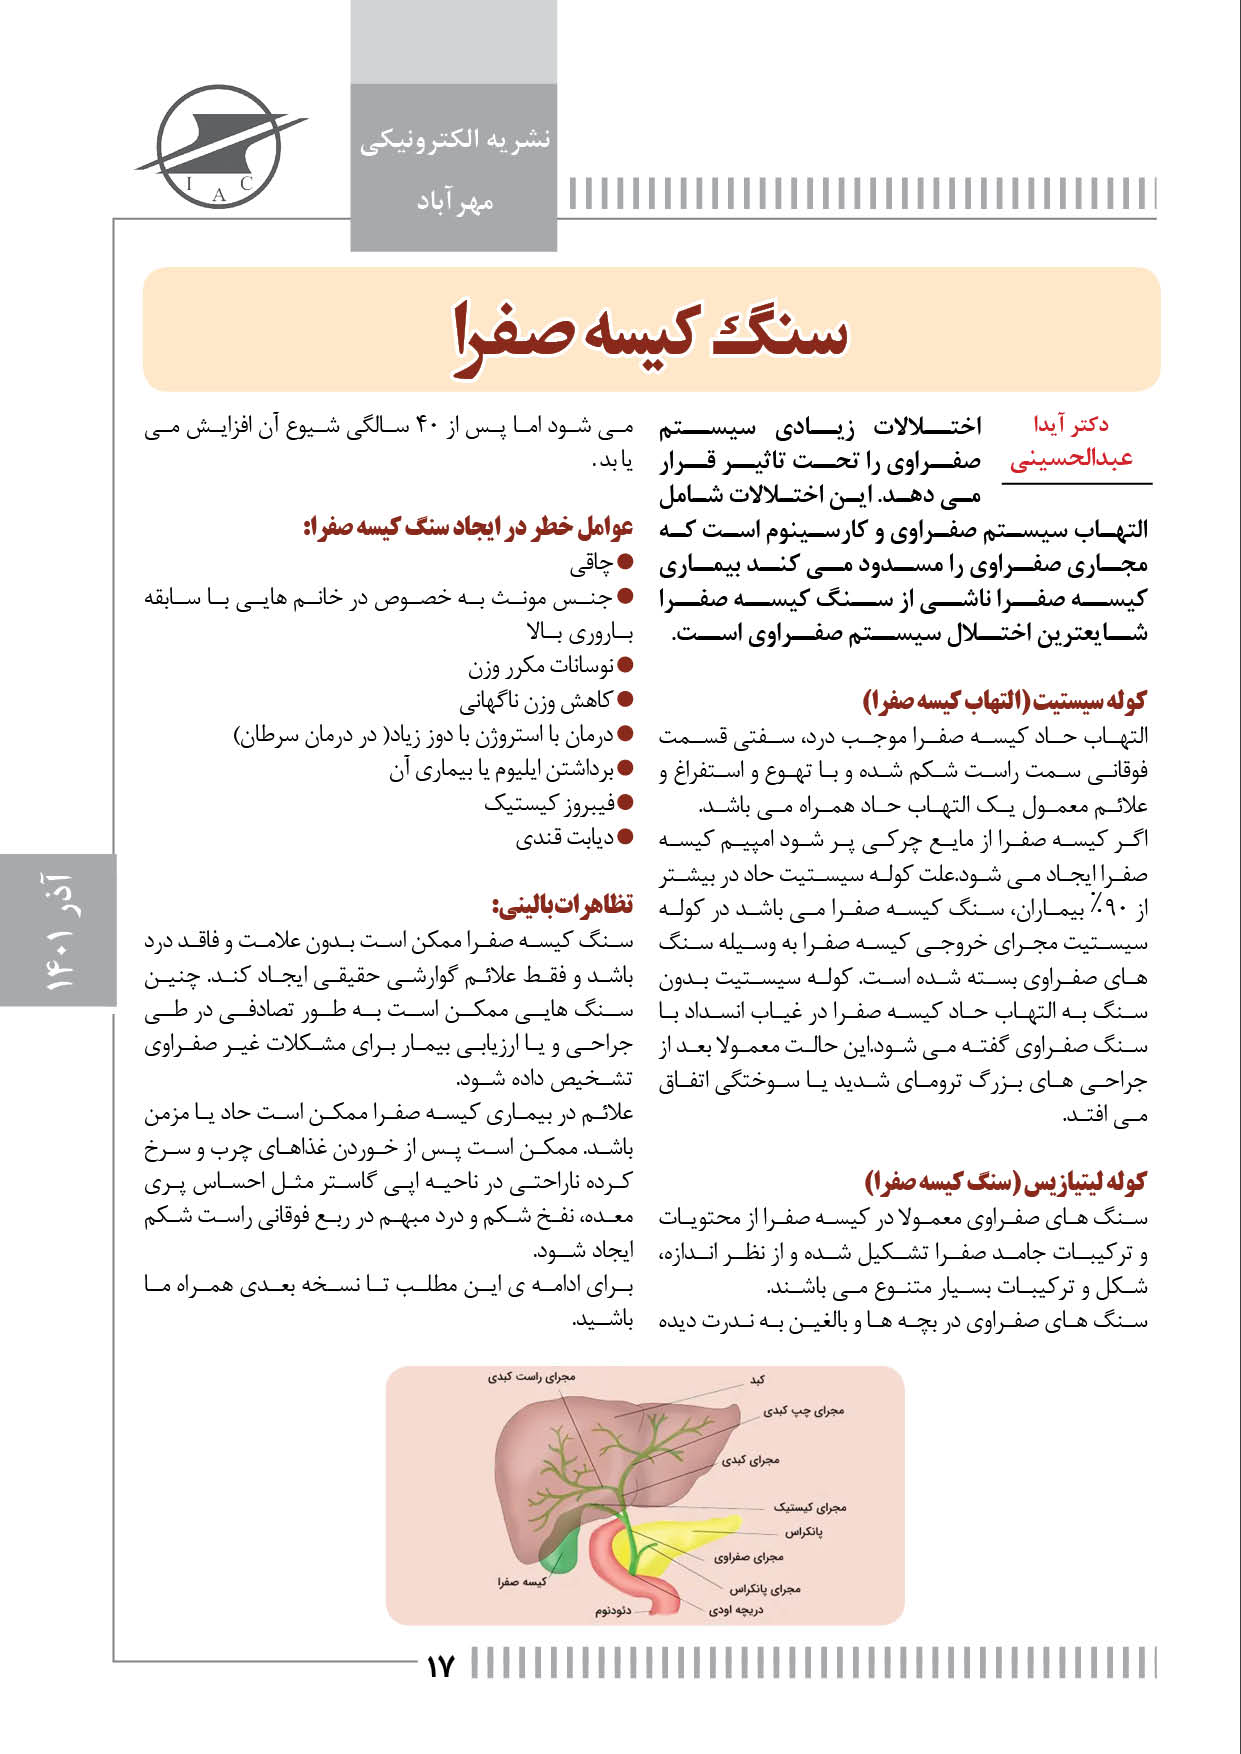 I A C
نشریه الکترونیکی
مهرآباد
سنگ کیسه صفرا
دکتر آیدا
عبدالحسینی
اختلالات زیادی سیستم
صفراوی را تحت تاثیر قرار
می دهد. این اختلالات شامل
التهاب سیستم صفراوی و کارسینوم است که
مجاری صفراوی را مسدود می کند بیماری
کیسه صفرا ناشی از سنگ کیسه صفرا
شایعترین اختلال سیستم صفراوی است.
کوله سیستیت (التهاب کیسه صفرا)
التهاب حاد کیسه صفرا موجب درد، سفتی قسمت
فوقانی سمت راست شکم شده و با تهوع و استفراغ و
علائم معمول یک التهاب حاد همراه می باشد.
اگر کیسه صفرا از مایع چرکی پر شود امپیم کیسه
صفرا ایجاد می شود.علت کوله سیستیت حاد در بیشتر
از ۹۰٪ بیماران، سنگ کیسه صفرا می باشد در کوله
سیستیت مجرای خروجی کیسه صفرا به وسیله سنگ
های صفراوی بسته شده است. کوله سیستیت بدون
سنگ به التهاب حاد کیسه صفرا در غیاب انسداد با
سنگ صفراوی گفته می شود.این حالت معمولا بعد از
جراحی های بزرگ ترومای شدید یا سوختگی اتفاق
می افتد.
کوله لیتیازیس (سنگ کیسه صفرا)
سنگ های صفراوی معمولا در کیسه صفرا از محتویات
و ترکیبات جامد صفرا تشکیل شده و از نظر اندازه،
شکل و ترکیبات بسیار متنوع می باشند.
سنگ های صفراوی در بچه ها و بالغین به ندرت دیده
می شود اما پس از ۴۰ سالگی شیوع آن افزایش می
یابد.
عوامل خطر در ایجاد سنگ کیسه صفرا:
●چاقی
●جنس مونث به خصوص در خانم هایی با سابقه
باروری بالا
●نوسانات مکرر وزن
●کاهش وزن ناگهانی
●درمان با استروژن با دوز زیاد( در درمان سرطان)
●برداشتن ایلیوم یا بیماری آن
●فیبروز کیستیک
●دیابت قندی
تظاهرات بالینی:
سنگ کیسه صفرا ممکن است بدون علامت و فاقد درد
باشد و فقط علائم گوارشی حقیقی ایجاد کند. چنین
سنگ هایی ممکن است به طور تصادفی در طی
جراحی و یا ارزیابی بیمار برای مشکلات غیر صفراوی
تشخیص داده شود.
علائم در بیماری کیسه صفرا ممکن است حاد یا مزمن
باشد. ممکن است پس از خوردن غذاهای چرب و سرخ
کرده ناراحتی در ناحیه اپی گاستر مثل احساس پری
معده، نفخ شکم و درد مبهم در ربع فوقانی راست شکم
ایجاد شود.
برای ادامه ی این مطلب تا نسخه بعدی همراه ما
باشید.
مجرای راست کبدی
کبد
مجرای چپ کبدی
مجرای کبدی
مجرای کیستیک
پانکراس
مجرای صفراوی
کیسه صفرا
مجرای پانکراس
دریچه اودی
دئودنوم
آذر ۱۴۰۱
۱۷